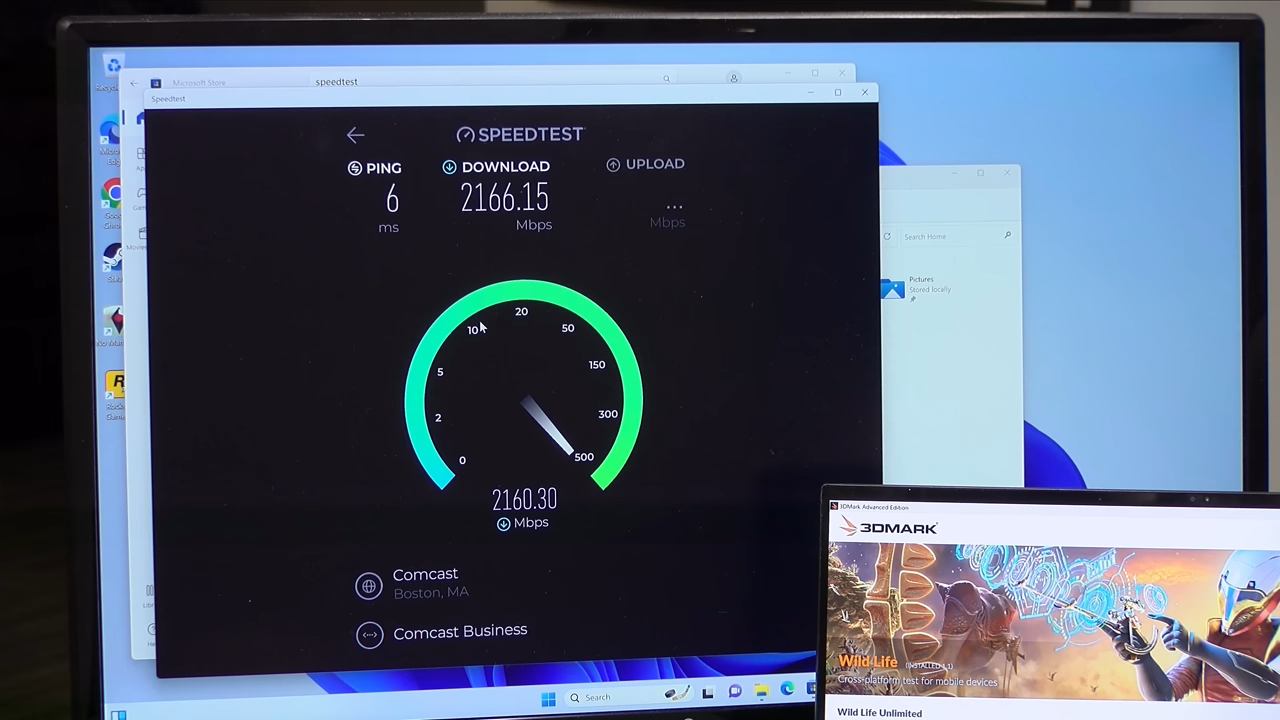 Microsoft Store
speedtest
Speedtest
SPEEDTEST
PING
DOWNLOAD
UPLOAD
6
2166.15
...
ms
Mbps
Mbps
0
2
5
10
20
50
150
300
500
2160.30
Mbps
Comcast
Boston, MA
Comcast Business
Search Home
Pictures
Stored locally
Search
3DMark Advanced Edition
3DMARK
Wild Life
Cross-platform test for mobile devices
Wild Life Unlimited